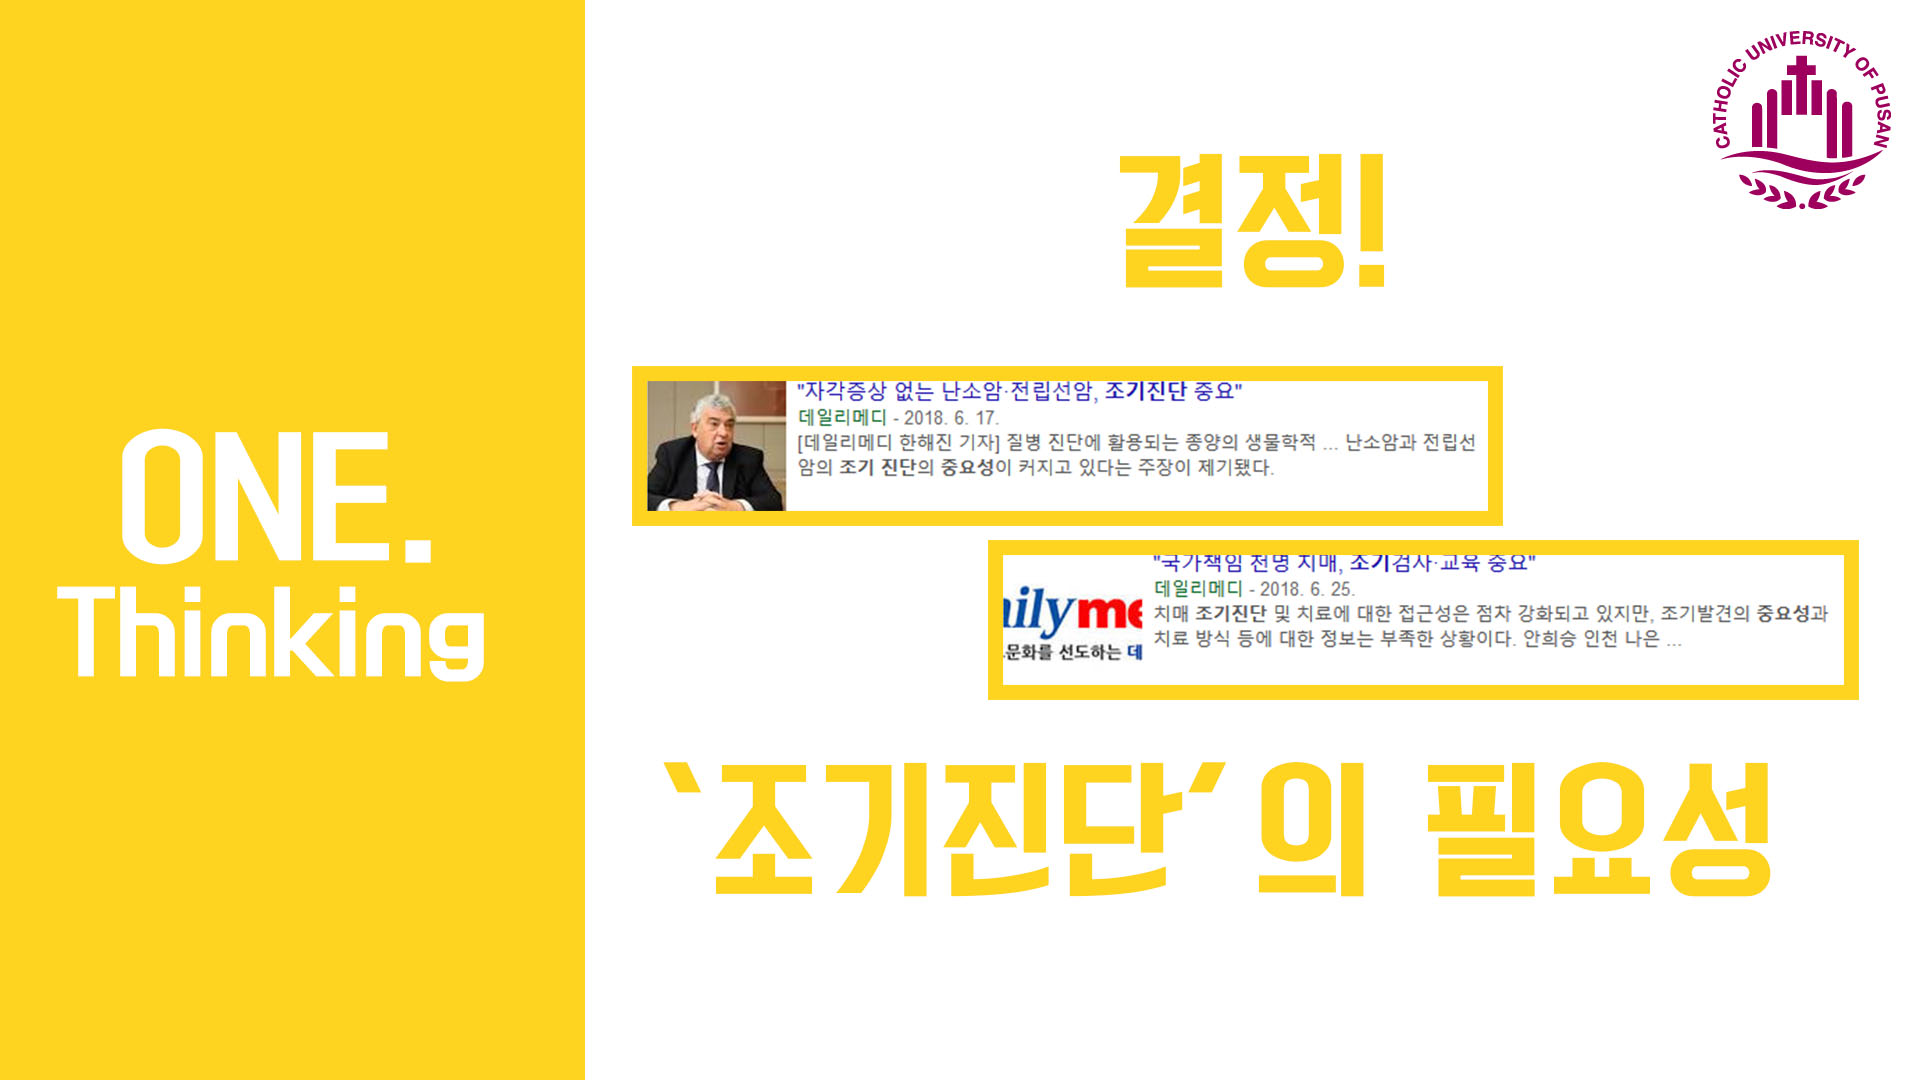 ONE.
Thinking
CATHOLIC UNIVERSITY OF PUSAN
결정!
"자각증상 없는 난소암·전립선암, 조기진단 중요"
데일리메디 - 2018. 6. 17.
[데일리메디 한해진 기자] 질병 진단에 활용되는 종양의 생물학적 ... 난소암과 전립선
암의 조기 진단의 중요성이 커지고 있다는 주장이 제기됐다.
"국가책임 천명 치매, 조기검사·교육 중요"
데일리메디 - 2018. 6. 25.
치매 조기진단 및 치료에 대한 접근성은 점차 강화되고 있지만, 조기발견의 중요성과
치료 방식 등에 대한 정보는 부족한 상황이다. 안희승 인천 나은 ...
ilyme
문화를 선도하는 데
‵조기진단′의 필요성